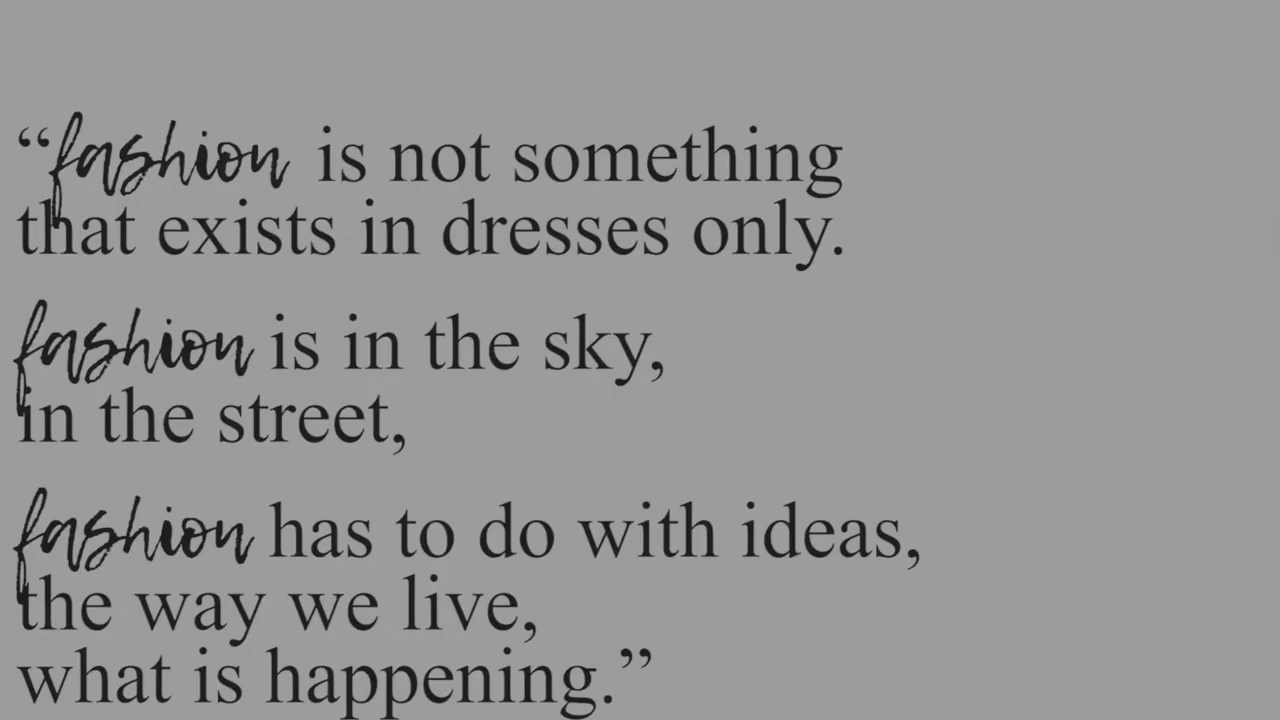 “fashion is not something
that exists in dresses only.
fashion is in the sky,
in the street,
fashion has to do with ideas,
the way we live,
what is happening.”